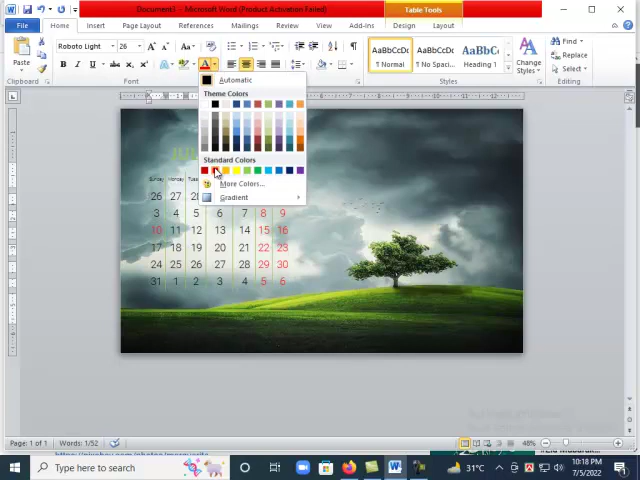 Document1 - Microsoft Word (Product Activation Failed)
Table Tools
File
Home
Insert
Page Layout
References
Mailings
Review
View
Add-Ins
Design
Layout
Paste
Roboto Light
26
AaBbCcDc
AaBbCcDc
AaBbCc
¶ Normal
¶ No Spaci...
Heading 1
Change
Styles
Find
Replace
Select
Clipboard
Font
Styles
Editing
Automatic
Theme Colors
Standard Colors
More Colors...
Gradient
Sunday
Monday
26 27 28
3 4 5 6 7 8 9
10 11 12 13 14 15 16
17 18 19 20 21 22 23
24 25 26 27 28 29 30
31 1 2 3 4 5 6
Page: 1 of 1
Words: 1/52
48%
Type here to search
31°C
10:18 PM
7/5/2022